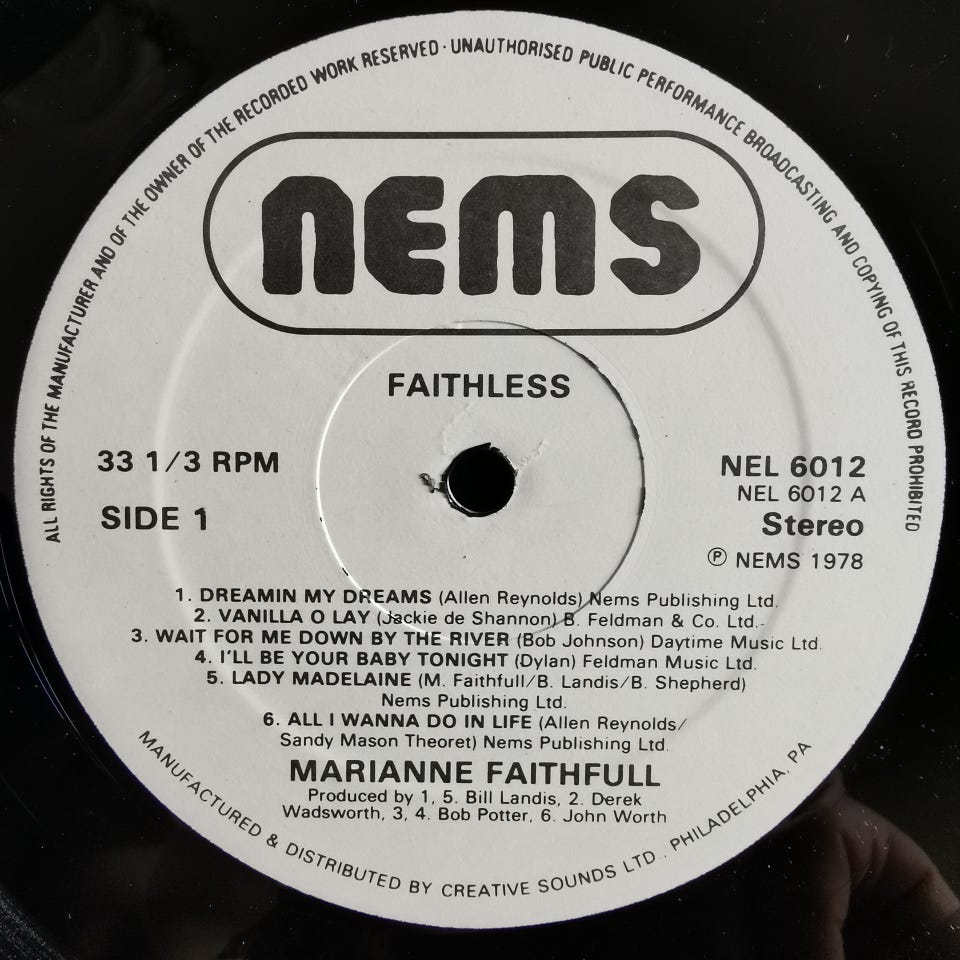 ALL RIGHTS OF THE MANUFACTURER AND OF THE OWNER OF THE RECORDED WORK RESERVED · UNAUTHORISED PUBLIC PERFORMANCE BROADCASTING AND COPYING OF THIS RECORD PROHIBITED
nems
FAITHLESS
33 1/3 RPM
SIDE 1
NEL 6012
NEL 6012 A
Stereo
Ⓟ NEMS 1978
1. DREAMIN MY DREAMS (Allen Reynolds) Nems Publishing Ltd.
2. VANILLA O LAY (Jackie de Shannon) B. Feldman & Co. Ltd.
3. WAIT FOR ME DOWN BY THE RIVER (Bob Johnson) Daytime Music Ltd.
4. I'LL BE YOUR BABY TONIGHT (Dylan) Feldman Music Ltd.
5. LADY MADELAINE (M. Faithfull/B. Landis/B. Shepherd)
Nems Publishing Ltd.
6. ALL I WANNA DO IN LIFE (Allen Reynolds/
Sandy Mason Theoret) Nems Publishing Ltd.
MARIANNE FAITHFULL
Produced by 1, 5. Bill Landis, 2. Derek
Wadsworth, 3, 4. Bob Potter, 6. John Worth
MANUFACTURED & DISTRIBUTED BY CREATIVE SOUNDS LTD., PHILADELPHIA, PA